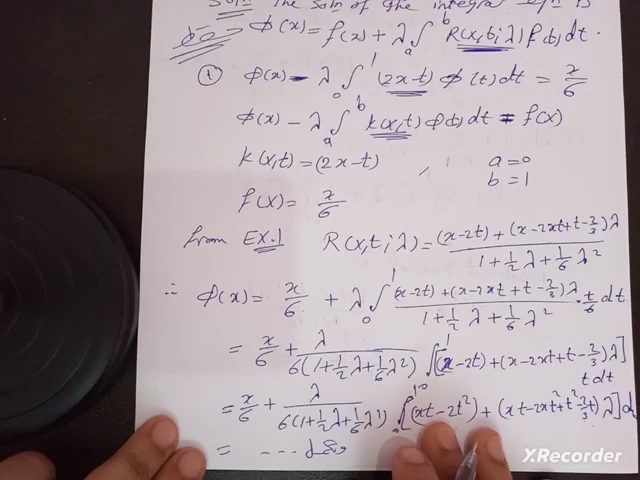 Soln The soln of the integral eqn is
ϕ(x) = f(x) + λ ∫_a^b R(x,t;λ) f(t) dt.
① ϕ(x) - λ ∫_0^1 (2x-t) ϕ(t) dt = x/6
ϕ(x) - λ ∫_a^b k(x,t) ϕ(t) dt = f(x)
k(x,t) = (2x-t) , a = 0
b = 1
f(x) = x/6
from EX.1 R(x,t;λ) = ((x-2t) + (x-2xt+t-2/3)λ) / (1+1/2 λ+1/6 λ²)
∴ ϕ(x) = x/6 + λ ∫_0^1 ((x-2t) + (x-2xt+t-2/3)λ) / (1+1/2 λ+1/6 λ²) · t/6 dt
= x/6 + λ / 6(1+1/2 λ+1/6 λ²) ∫_0^1 [(x-2t) + (x-2xt+t-2/3)λ] t dt
= x/6 + λ / 6(1+1/2 λ+1/6 λ²) ∫_0^1 [(xt-2t²) + (xt-2xt²+t² 2/3 t)λ] d
= ....
XRecorder